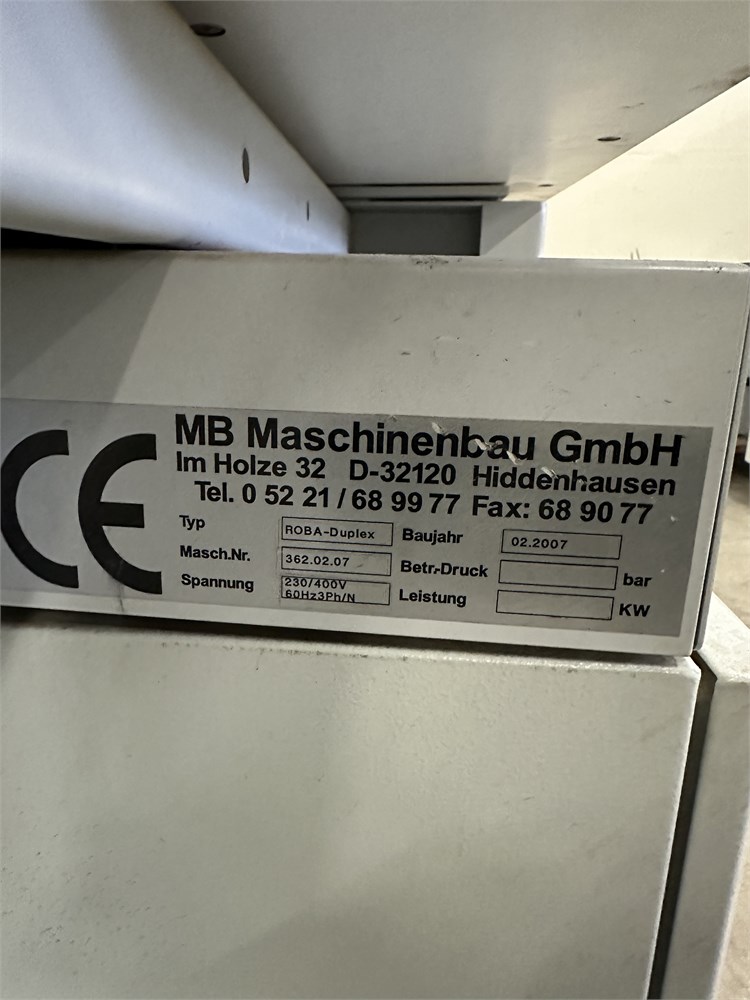 CE
MB Maschinenbau GmbH
Im Holze 32 D-32120 Hiddenhausen
Tel. 0 52 21 / 68 99 77 Fax: 68 90 77
Typ ROBA-Duplex Baujahr 02.2007
Masch.Nr. 362.02.07 Betr.-Druck bar
Spannung 230/400V
60Hz3Ph/N Leistung KW